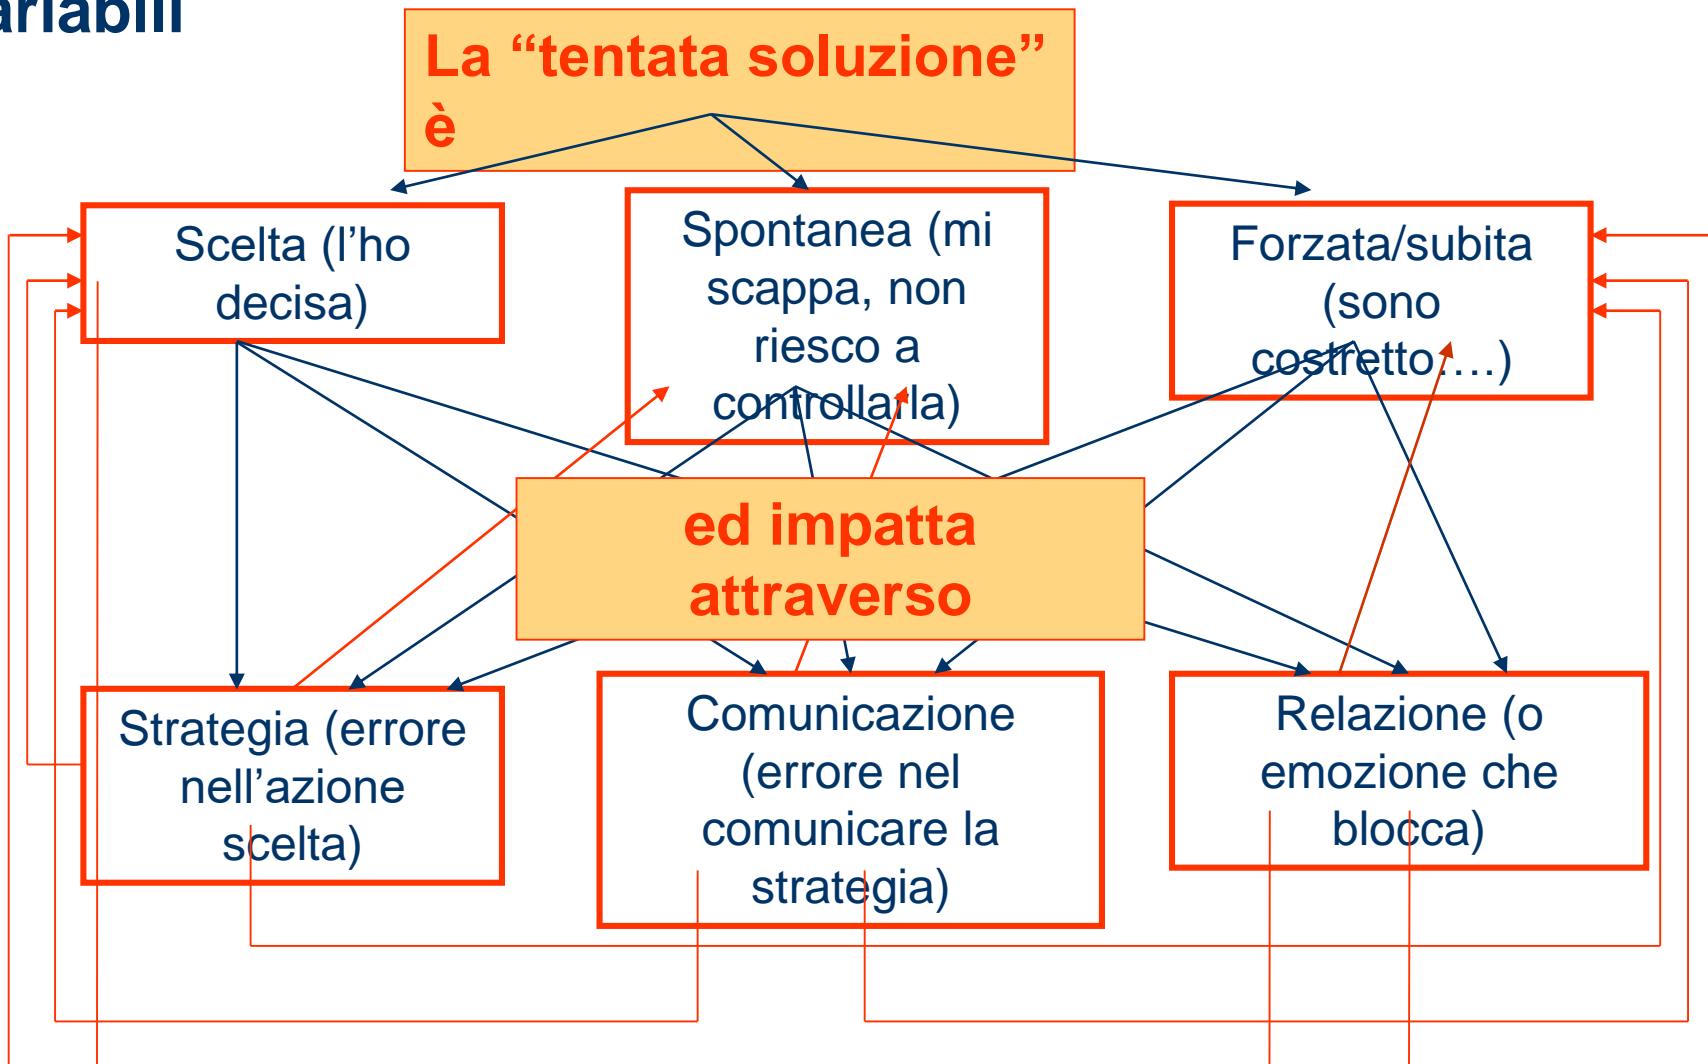 ariabili
La “tentata soluzione”
è
Scelta (l’ho
decisa)
Spontanea (mi
scappa, non
riesco a
controllarla)
Forzata/subita
(sono
costretto….)
ed impatta
attraverso
Strategia (errore
nell’azione
scelta)
Comunicazione
(errore nel
comunicare la
strategia)
Relazione (o
emozione che
blocca)